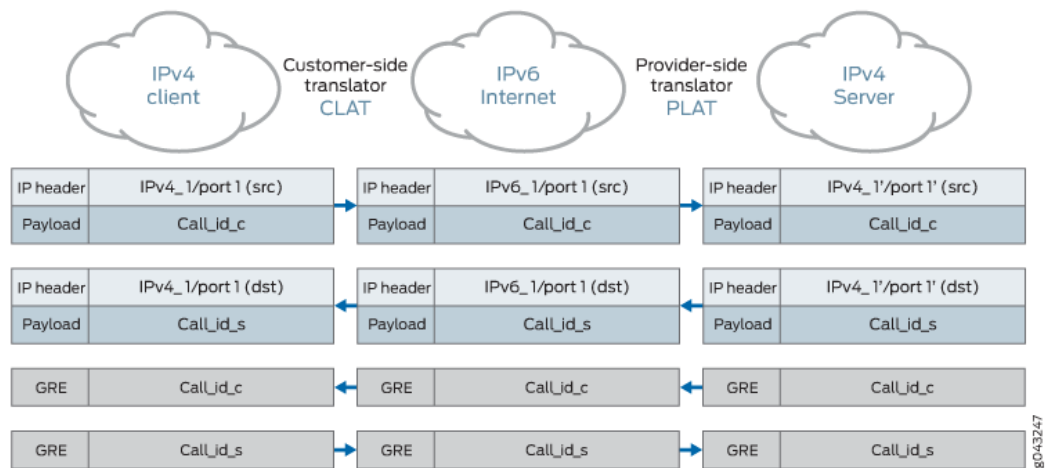 IPv4
client
Customer-side
translator
CLAT
IPv6
Internet
Provider-side
translator
PLAT
IPv4
Server
IP header IPv4_1/port 1 (src) IP header IPv6_1/port 1 (src) IP header IPv4_1'/port 1' (src)
Payload Call_id_c Payload Call_id_c Payload Call_id_c
IP header IPv4_1/port 1 (dst) IP header IPv6_1/port 1 (dst) IP header IPv4_1'/port 1' (dst)
Payload Call_id_s Payload Call_id_s Payload Call_id_s
GRE Call_id_c GRE Call_id_c GRE Call_id_c
GRE Call_id_s GRE Call_id_s GRE Call_id_s
g043247